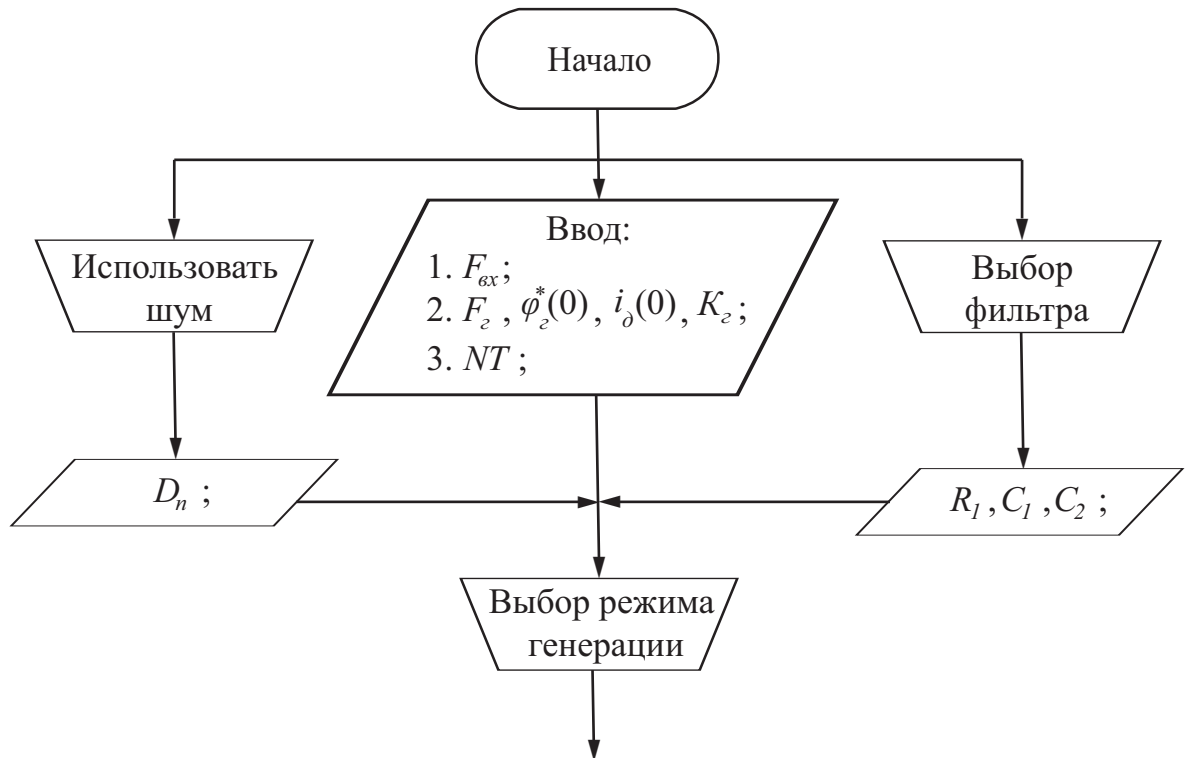 Начало
Ввод:
1. F_вх;
2. F_г, φ*_г(0), i_д(0), K_г;
3. NT;
Использовать
шум
Выбор
фильтра
D_n;
R_1, C_1, C_2;
Выбор режима
генерации